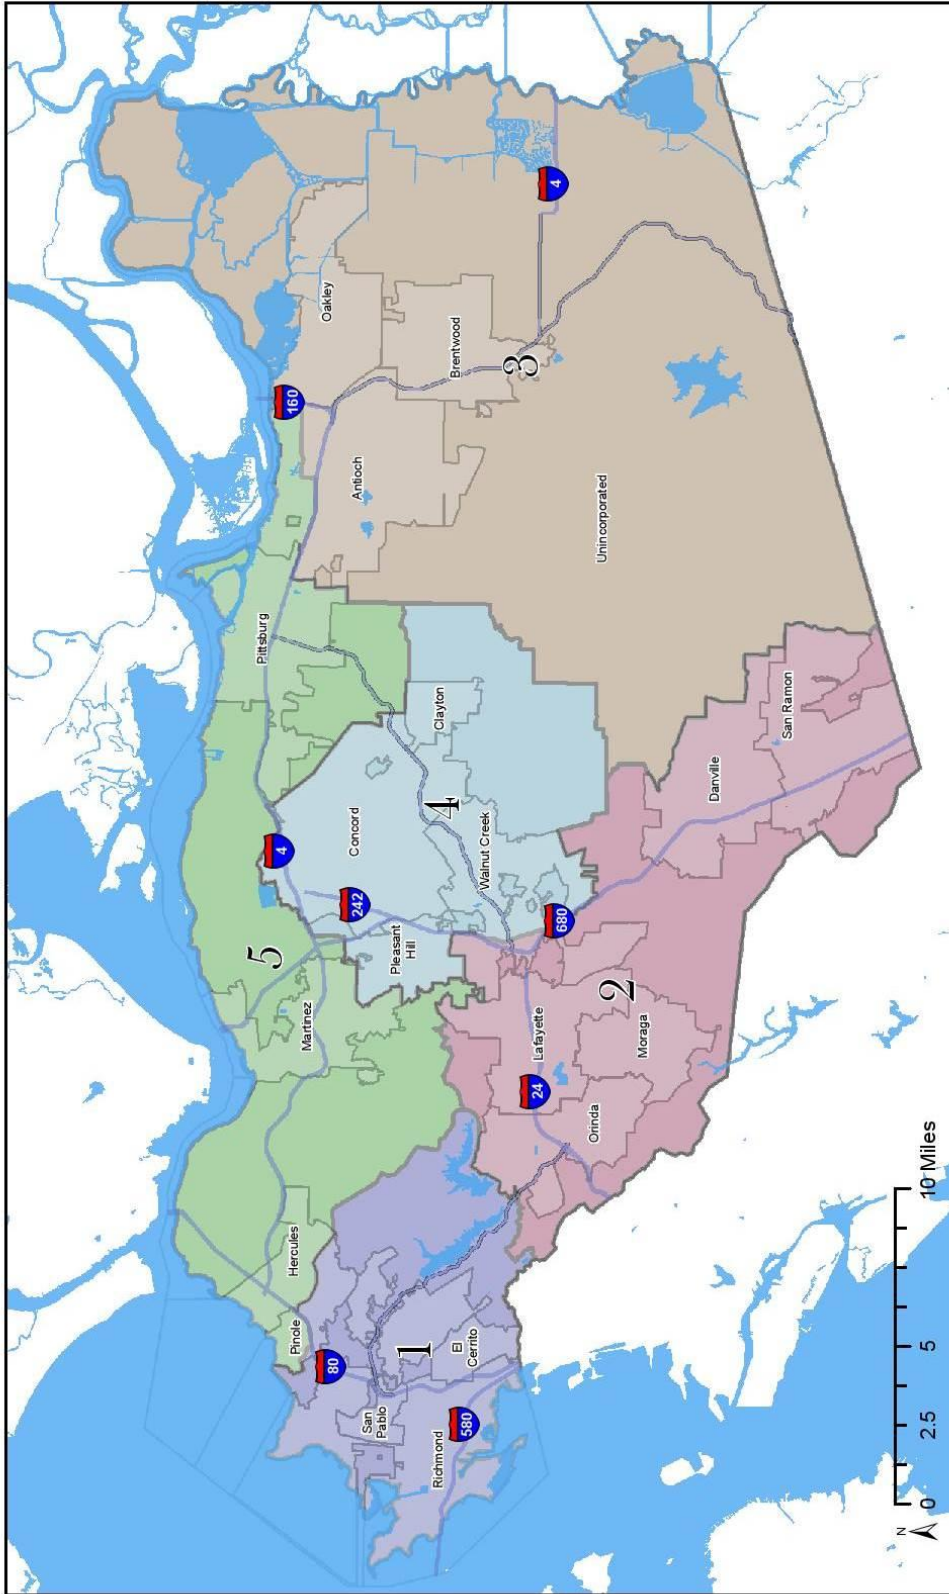 160
4
Oakley
Pittsburg
Antioch
Brentwood
3
4
5
242
Concord
Clayton
Unincorporated
Martinez
Pleasant
Hill
4
Walnut Creek
680
Hercules
Pinole
80
San
Pablo
1
El
Cerrito
Richmond
580
Lafayette
24
Orinda
2
Moraga
Danville
San Ramon
N
0
2.5
5
10 Miles